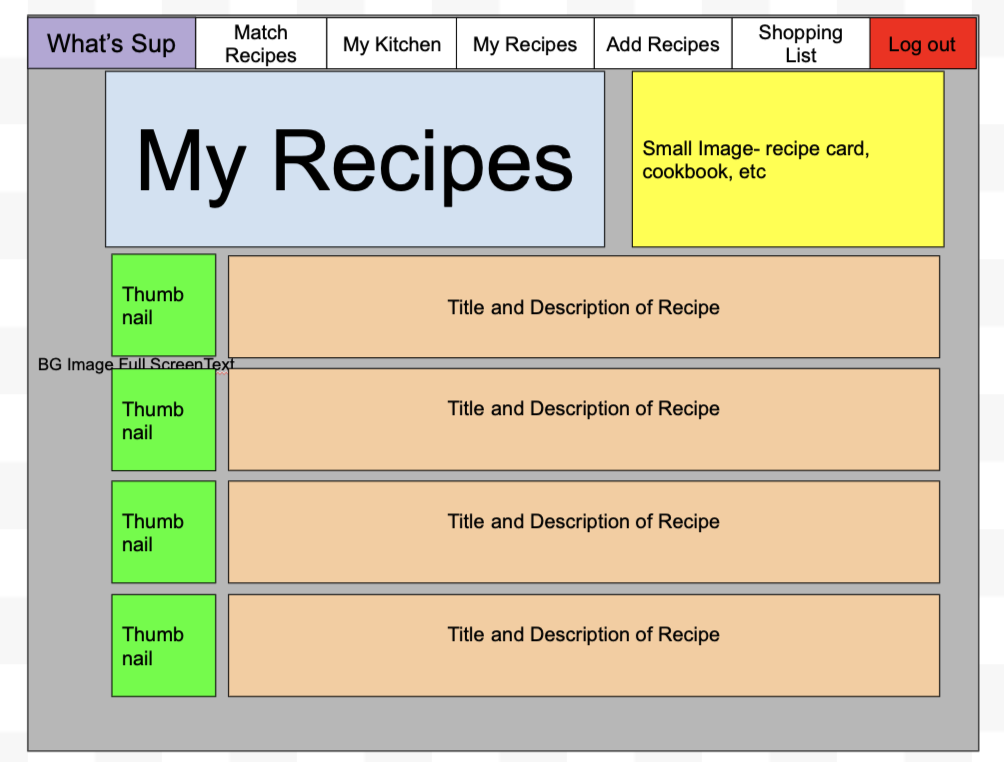 What's Sup
Match
Recipes
My Kitchen
My Recipes
Add Recipes
Shopping
List
Log out
My Recipes
Small Image- recipe card,
cookbook, etc
Thumb
nail
Title and Description of Recipe
BG Image Full ScreenText
Thumb
nail
Title and Description of Recipe
Thumb
nail
Title and Description of Recipe
Thumb
nail
Title and Description of Recipe